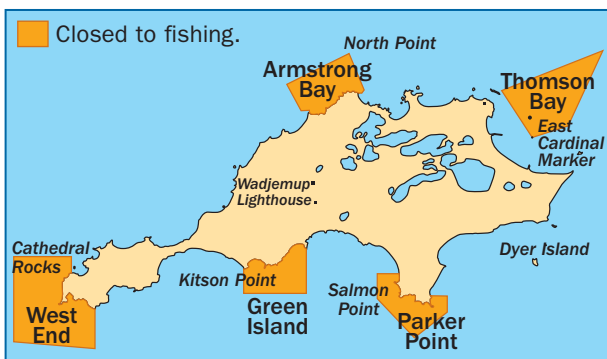 Closed to fishing.
North Point
Armstrong
Bay
Thomson
Bay
East
Cardinal
Marker
Wadjemup
Lighthouse
Cathedral
Rocks
Dyer Island
Kitson Point
Salmon
Point
West
End
Green
Island
Parker
Point